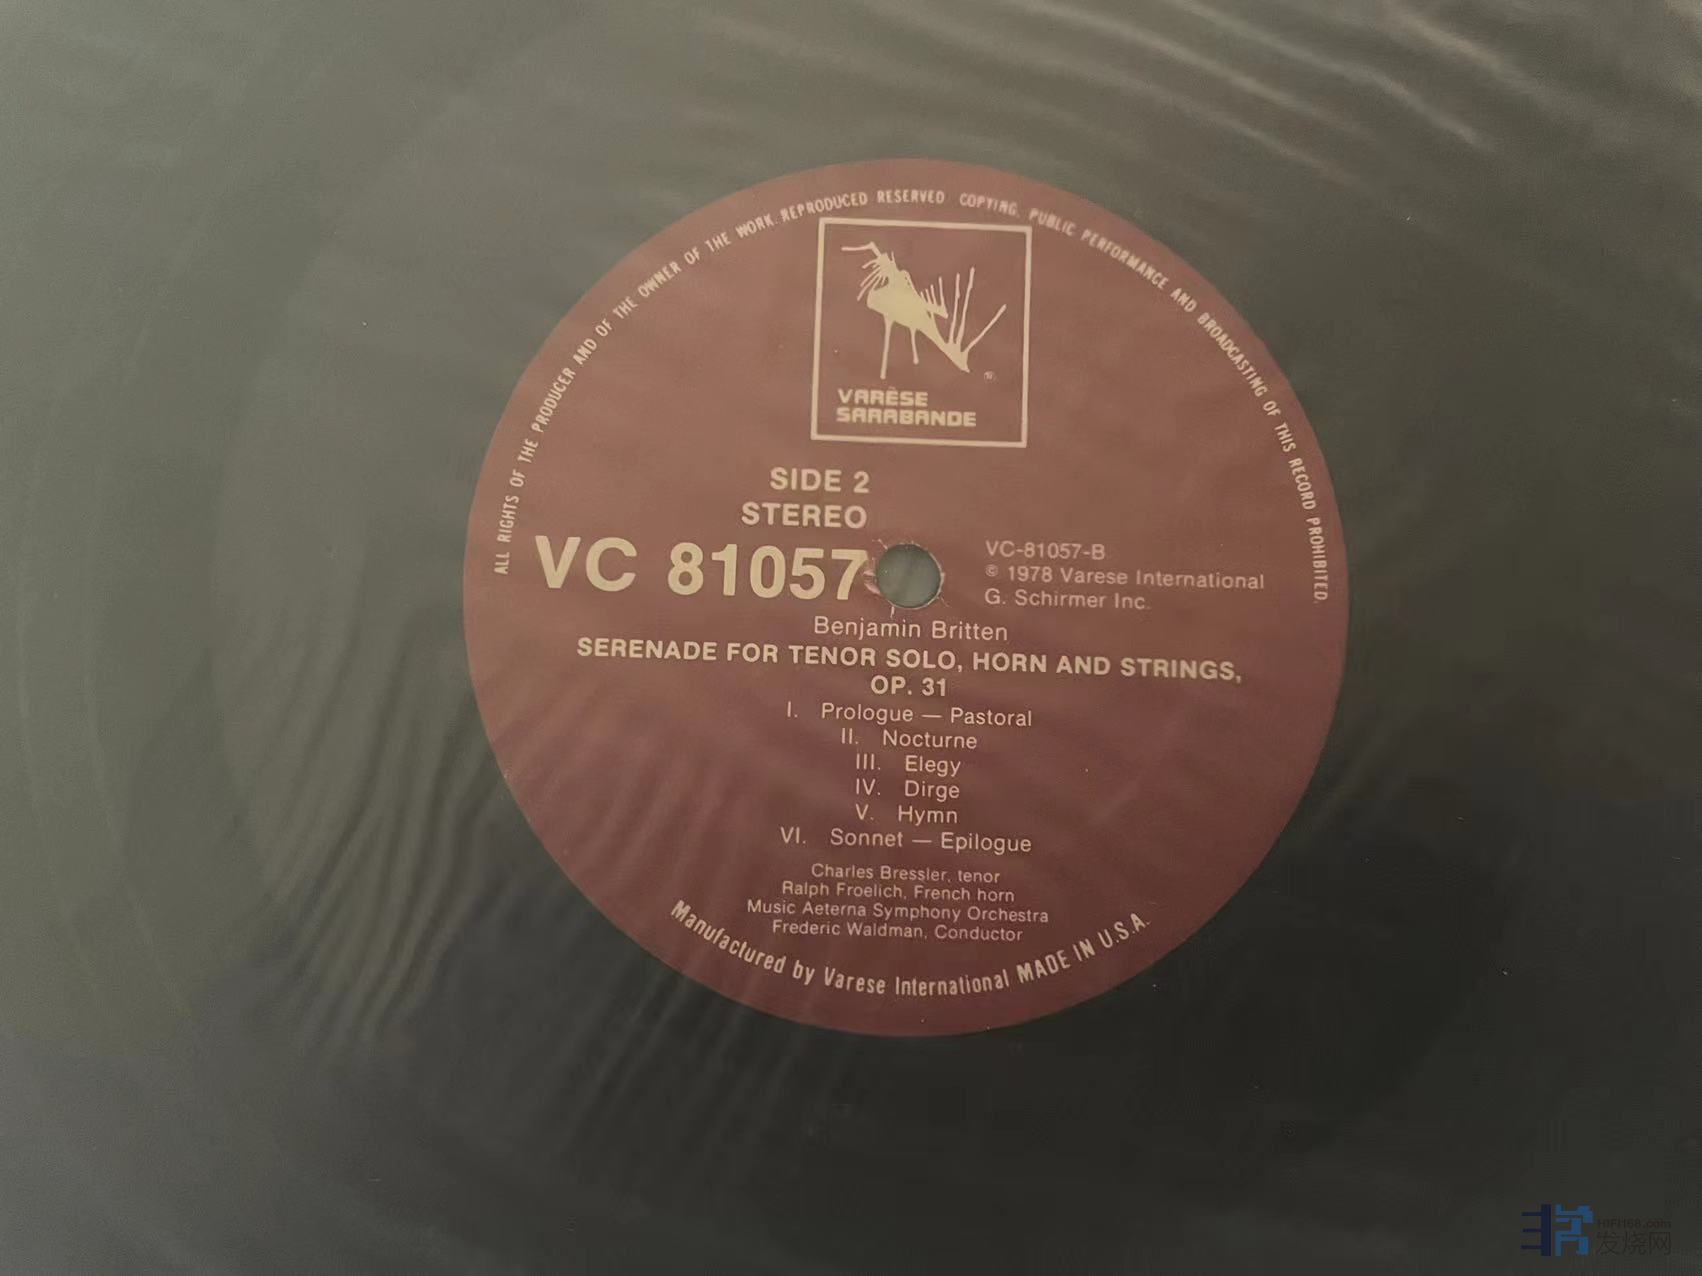 ALL RIGHTS OF THE PRODUCER AND OF THE OWNER OF THE WORK REPRODUCED RESERVED COPYING, PUBLIC PERFORMANCE AND BROADCASTING OF THIS RECORD PROHIBITED.
VARÈSE
SARABANDE
SIDE 2
STEREO
VC 81057
VC-81057-B
© 1978 Varese International
G. Schirmer Inc.
Benjamin Britten
SERENADE FOR TENOR SOLO, HORN AND STRINGS,
OP. 31
I. Prologue — Pastoral
II. Nocturne
III. Elegy
IV. Dirge
V. Hymn
VI. Sonnet — Epilogue
Charles Bressler, tenor
Ralph Froelich, French horn
Music Aeterna Symphony Orchestra
Frederic Waldman, Conductor
Manufactured by Varese International MADE IN U.S.A.
HIFI168.com
发烧网